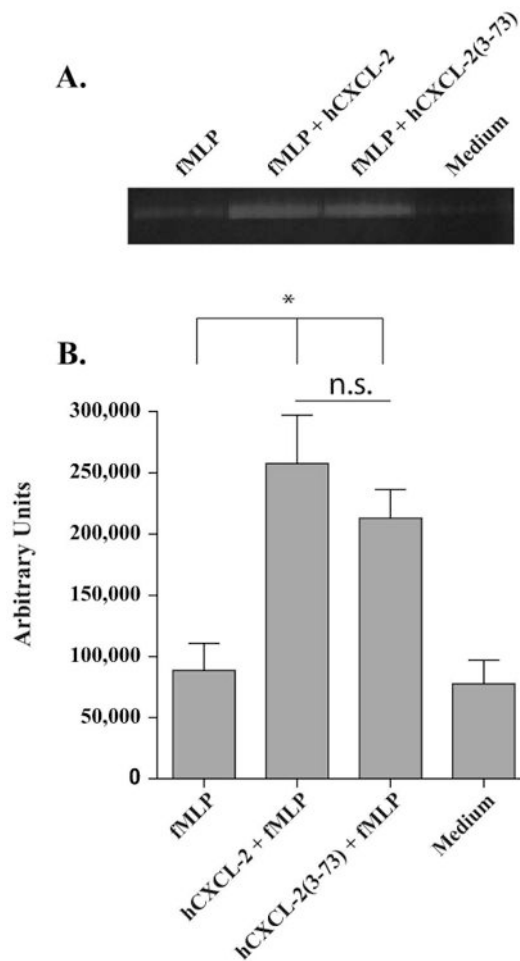 A.
fMLP
fMLP + hCXCL-2
fMLP + hCXCL-2(3-73)
Medium
*
B.
n.s.
300,000
250,000
200,000
150,000
100,000
50,000
0
Arbitrary Units
fMLP
hCXCL-2 + fMLP
hCXCL-2(3-73) + fMLP
Medium